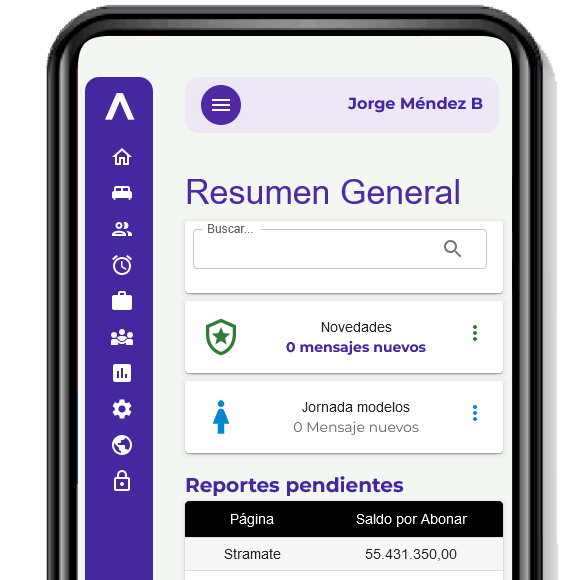 Jorge Méndez B
Resumen General
Buscar...
Novedades
0 mensajes nuevos
Jornada modelos
0 Mensaje nuevos
Reportes pendientes
Página Saldo por Abonar
Stramate 55.431.350,00